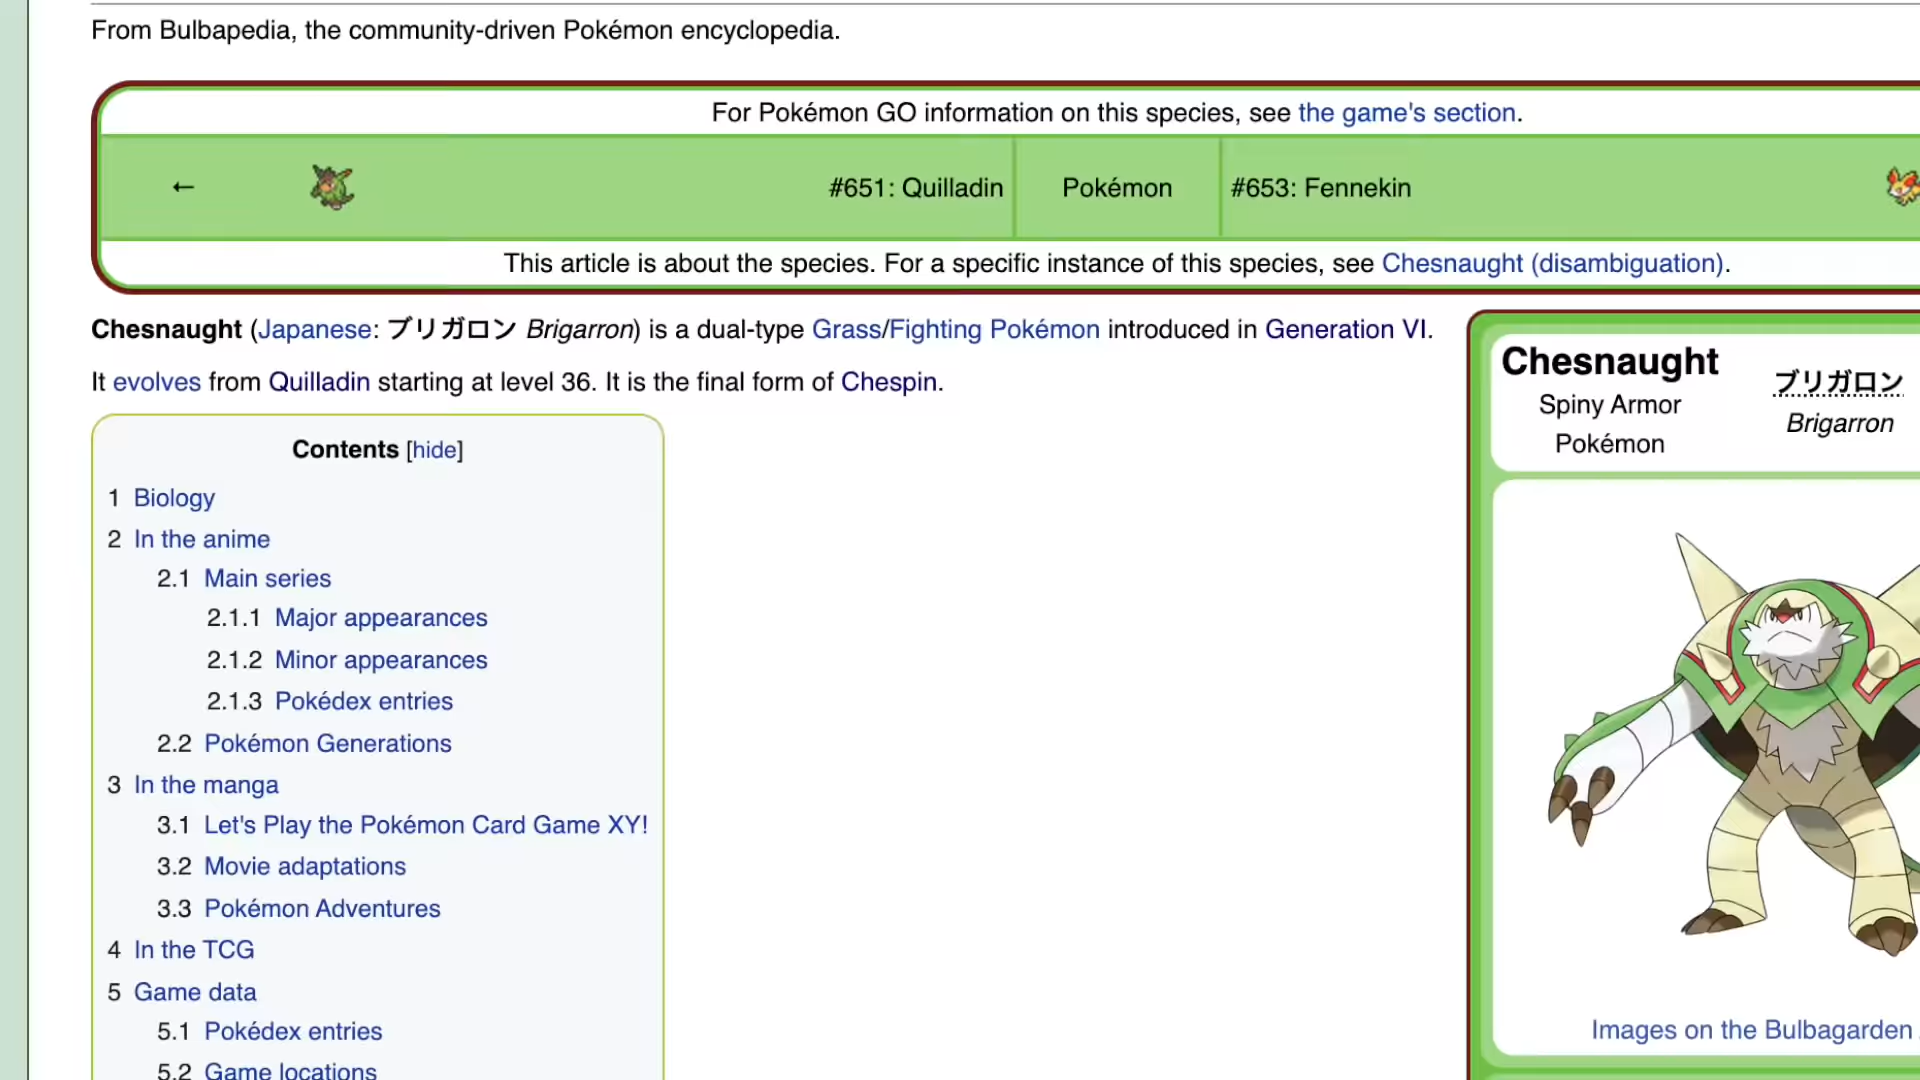 From Bulbapedia, the community-driven Pokémon encyclopedia.
For Pokémon GO information on this species, see the game's section.
← #651: Quilladin Pokémon #653: Fennekin
This article is about the species. For a specific instance of this species, see Chesnaught (disambiguation).
Chesnaught (Japanese: ブリガロン Brigarron) is a dual-type Grass/Fighting Pokémon introduced in Generation VI.
It evolves from Quilladin starting at level 36. It is the final form of Chespin.
Contents [hide]
1 Biology
2 In the anime
2.1 Main series
2.1.1 Major appearances
2.1.2 Minor appearances
2.1.3 Pokédex entries
2.2 Pokémon Generations
3 In the manga
3.1 Let's Play the Pokémon Card Game XY!
3.2 Movie adaptations
3.3 Pokémon Adventures
4 In the TCG
5 Game data
5.1 Pokédex entries
5.2 Game locations
Chesnaught
Spiny Armor
Pokémon
ブリガロン
Brigarron
Images on the Bulbagarden